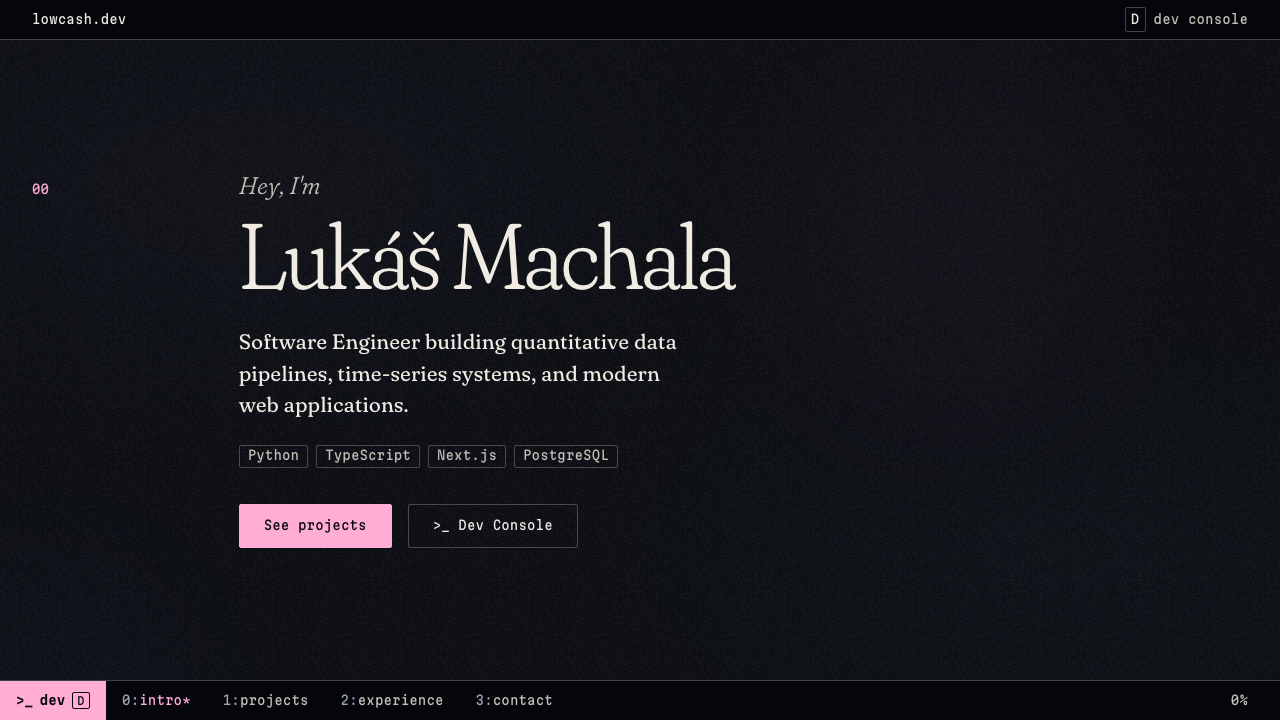 lowcash.dev
D dev console
00
Hey, I'm
Lukáš Machala
Software Engineer building quantitative data
pipelines, time-series systems, and modern
web applications.
Python TypeScript Next.js PostgreSQL
See projects >_ Dev Console
>_ dev D 0:intro* 1:projects 2:experience 3:contact 0%